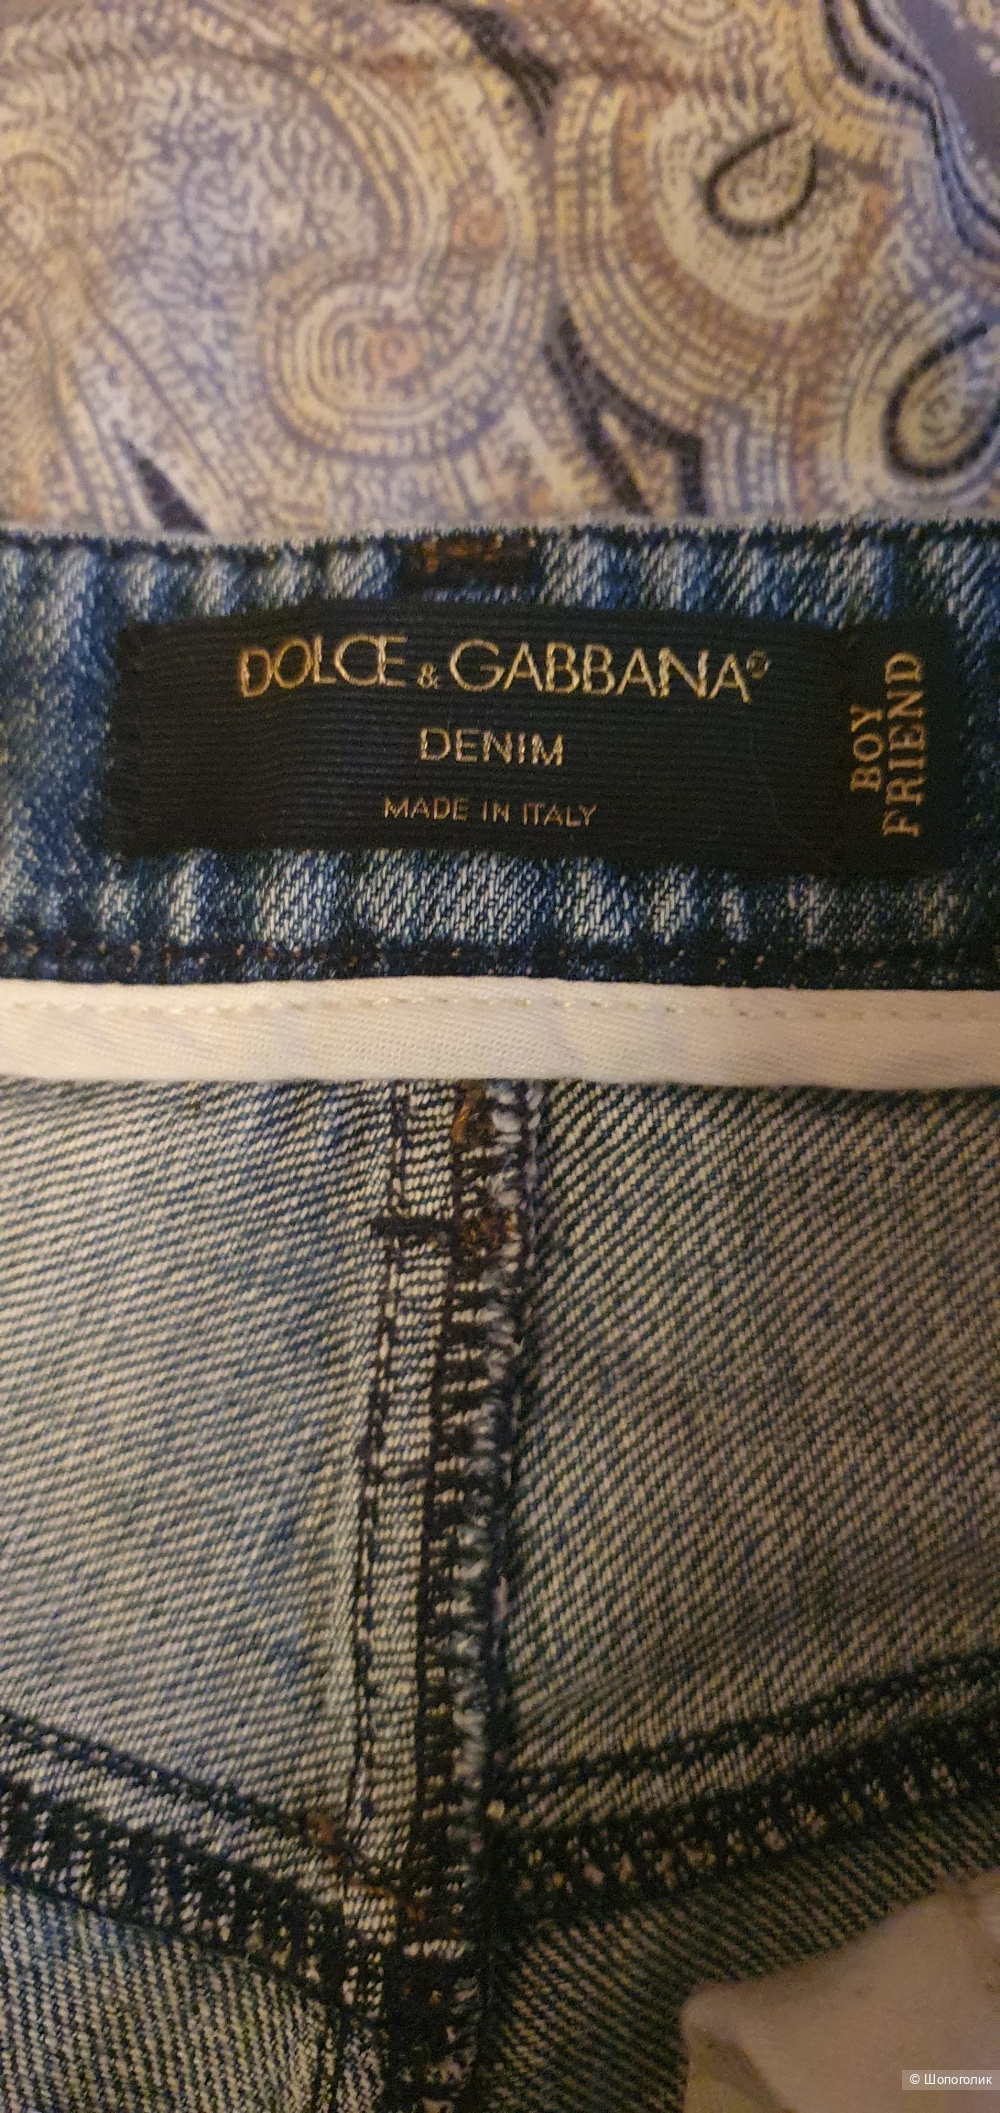 DOLCE & GABBANA®
DENIM
MADE IN ITALY
BOY
FRIEND
© Шопоголик